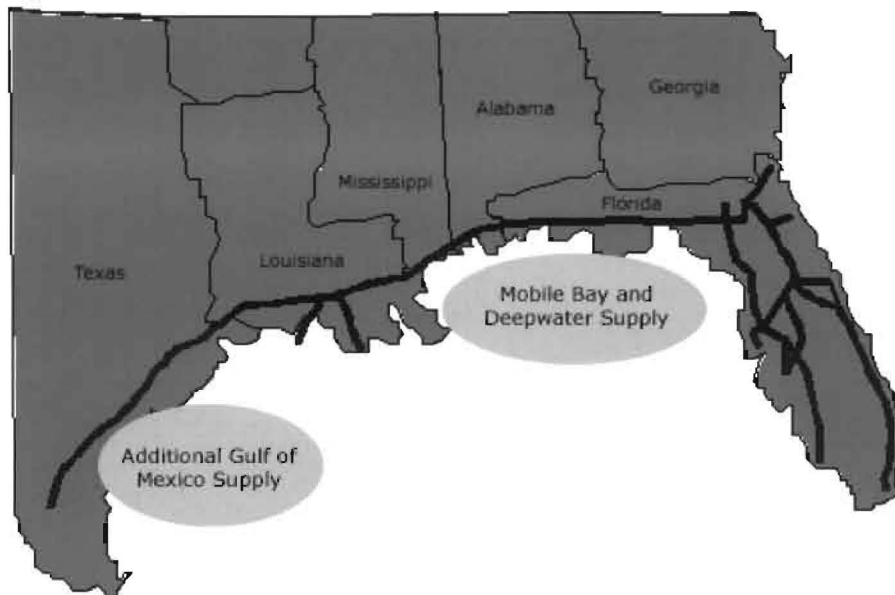 Georgia
Alabama
Mississippi
Florida
Texas
Louisiana
Mobile Bay and
Deepwater Supply
Additional Gulf of
Mexico Supply